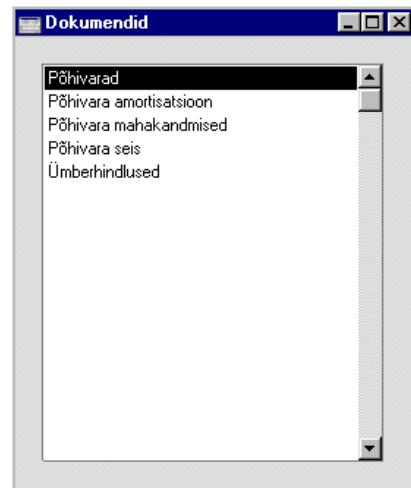 Dokumendid
Põhivarad
Põhivara amortisatsioon
Põhivara mahakandmised
Põhivara seis
Ümberhindlused